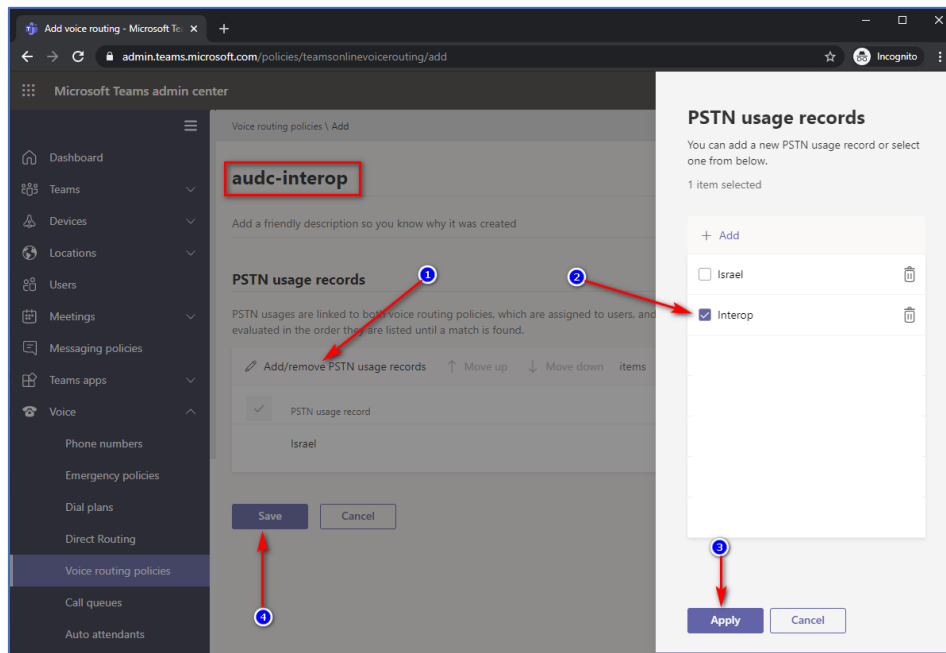 Add voice routing - Microsoft Te
admin.teams.microsoft.com/policies/teamsonlinevoicerouting/add
Incognito
Microsoft Teams admin center
Dashboard
Teams
Devices
Locations
Users
Meetings
Messaging policies
Teams apps
Voice
Phone numbers
Emergency policies
Dial plans
Direct Routing
Voice routing policies
Call queues
Auto attendants
Voice routing policies \ Add
audc-interop
Add a friendly description so you know why it was created
PSTN usage records
PSTN usages are linked to both voice routing policies, which are assigned to users, and
evaluated in the order they are listed until a match is found.
Add/remove PSTN usage records Move up Move down items
PSTN usage record
Israel
Save Cancel
1
2
3
4
PSTN usage records
You can add a new PSTN usage record or select
one from below.
1 item selected
+ Add
Israel
Interop
Apply Cancel